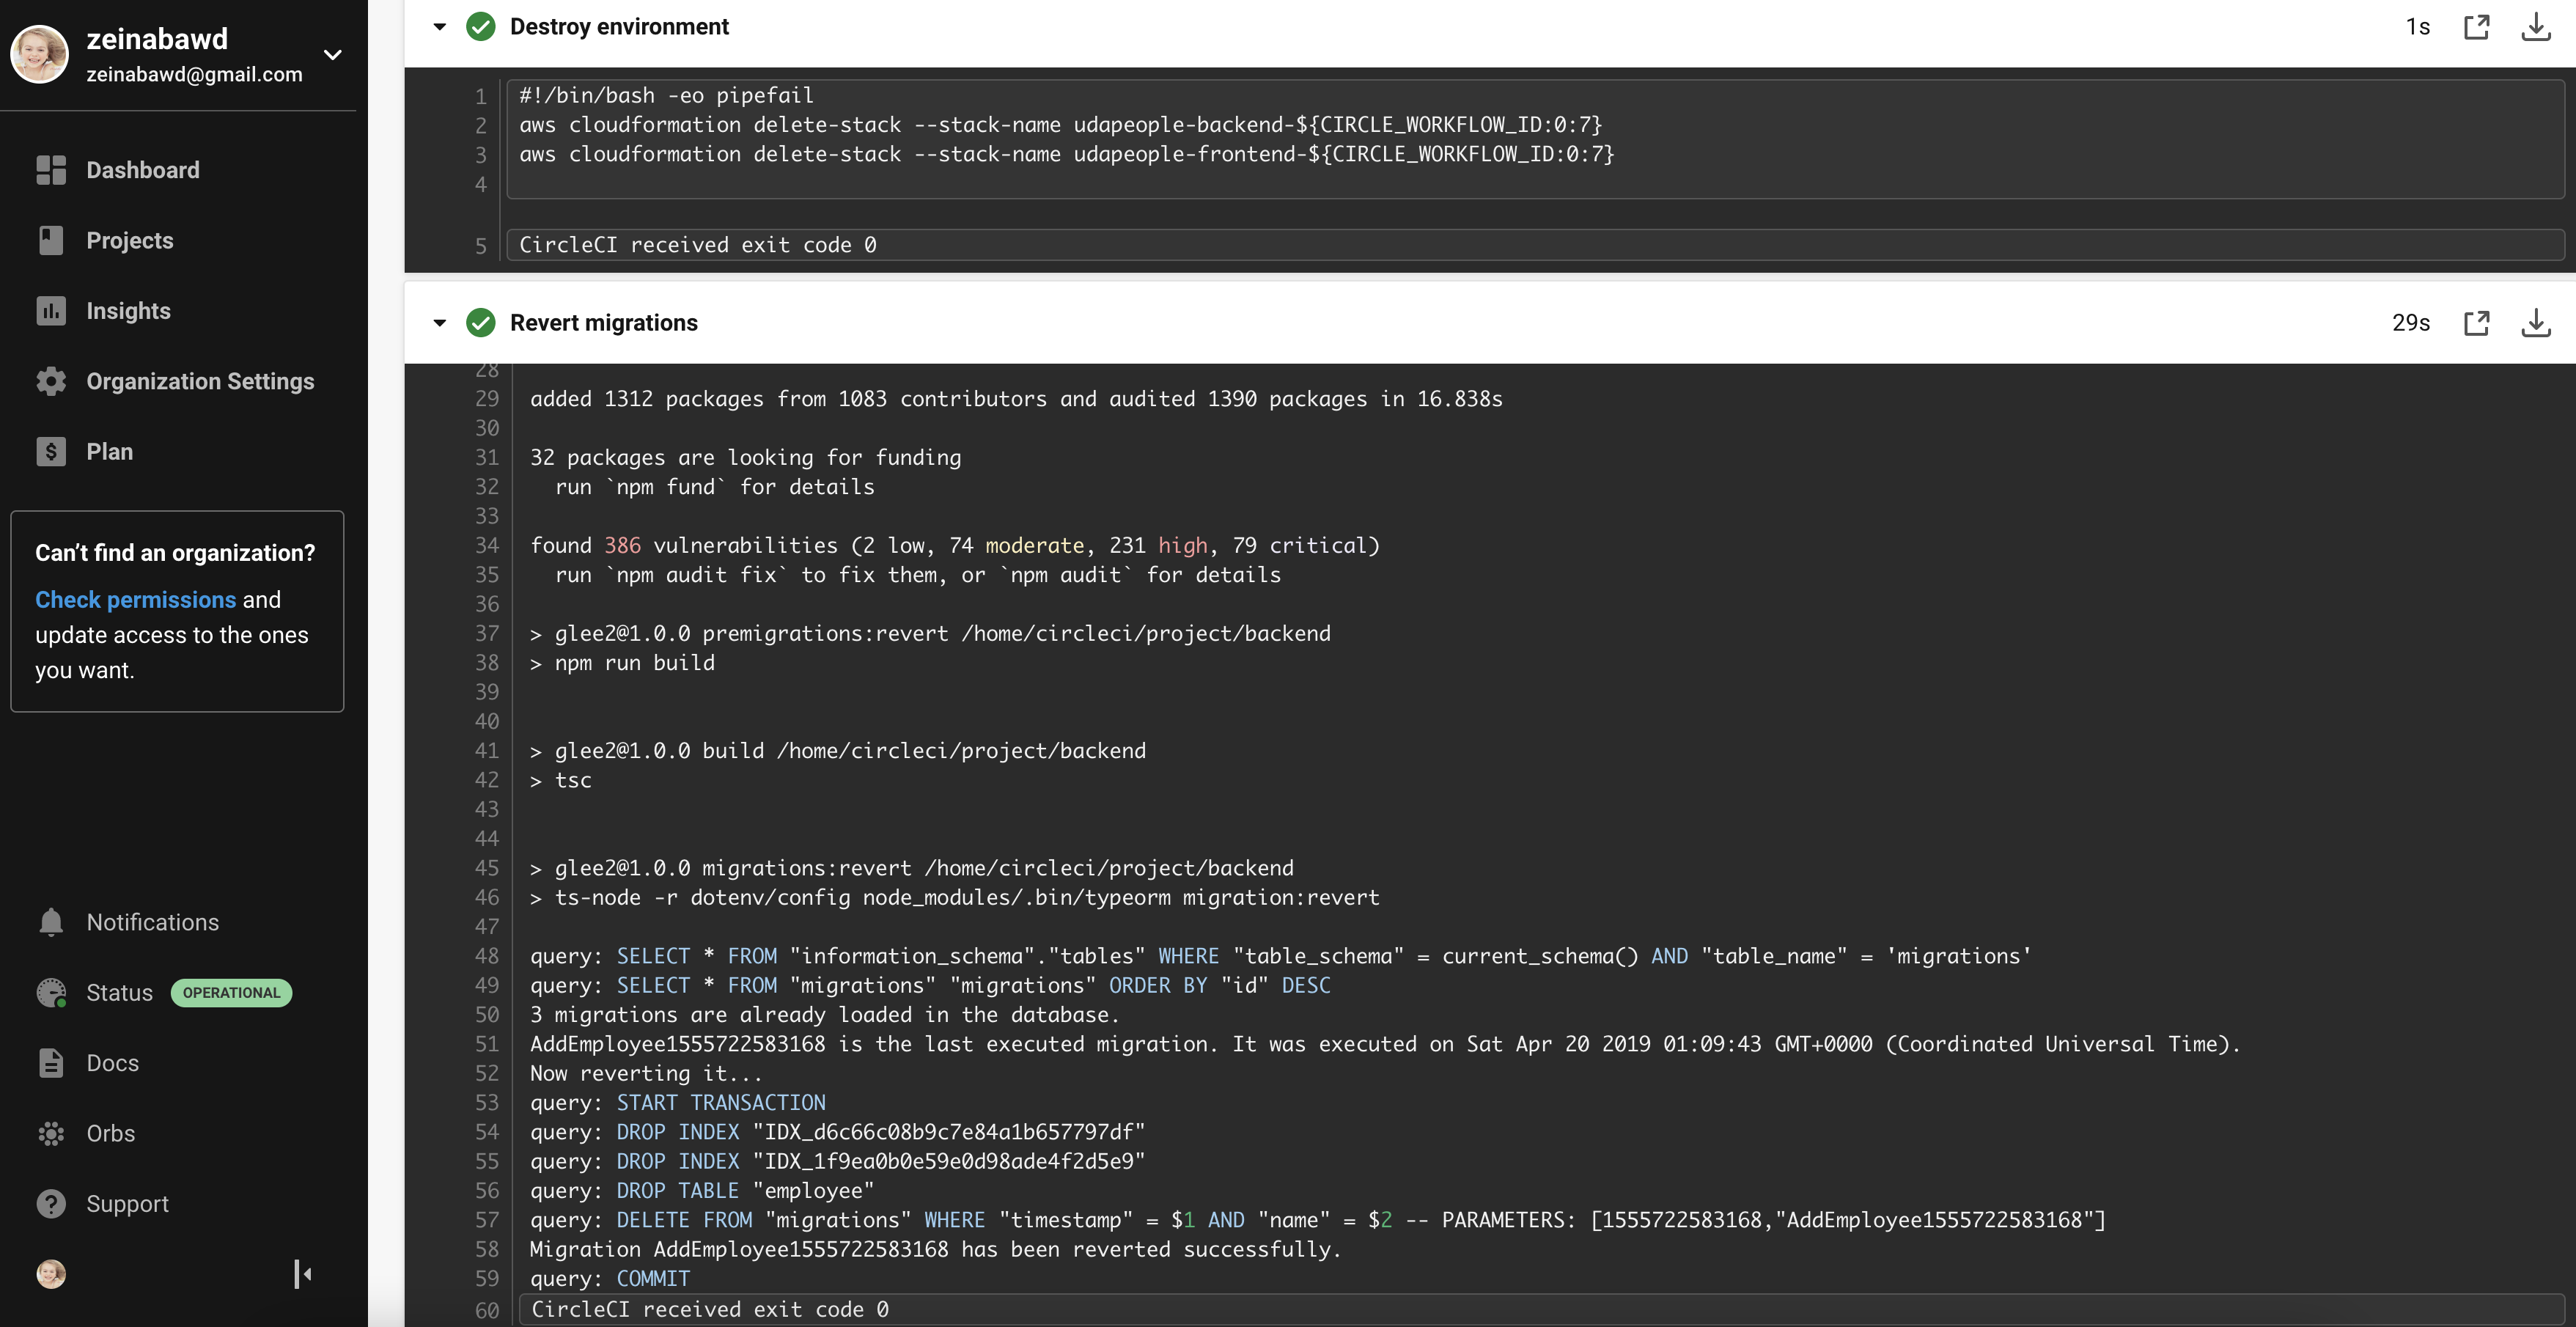 zeinabawd
zeinabawd@gmail.com
Dashboard
Projects
Insights
Organization Settings
Plan
Can’t find an organization?
Check permissions and
update access to the ones
you want.
Notifications
Status OPERATIONAL
Docs
Orbs
Support
Destroy environment 1s
1 #!/bin/bash -eo pipefail
2 aws cloudformation delete-stack --stack-name udapeople-backend-${CIRCLE_WORKFLOW_ID:0:7}
3 aws cloudformation delete-stack --stack-name udapeople-frontend-${CIRCLE_WORKFLOW_ID:0:7}
4
5 CircleCI received exit code 0
Revert migrations 29s
28
29 added 1312 packages from 1083 contributors and audited 1390 packages in 16.838s
30
31 32 packages are looking for funding
32 run `npm fund` for details
33
34 found 386 vulnerabilities (2 low, 74 moderate, 231 high, 79 critical)
35 run `npm audit fix` to fix them, or `npm audit` for details
36
37 > glee2@1.0.0 premigrations:revert /home/circleci/project/backend
38 > npm run build
39
40
41 > glee2@1.0.0 build /home/circleci/project/backend
42 > tsc
43
44
45 > glee2@1.0.0 migrations:revert /home/circleci/project/backend
46 > ts-node -r dotenv/config node_modules/.bin/typeorm migration:revert
47
48 query: SELECT * FROM "information_schema"."tables" WHERE "table_schema" = current_schema() AND "table_name" = 'migrations'
49 query: SELECT * FROM "migrations" "migrations" ORDER BY "id" DESC
50 3 migrations are already loaded in the database.
51 AddEmployee1555722583168 is the last executed migration. It was executed on Sat Apr 20 2019 01:09:43 GMT+0000 (Coordinated Universal Time).
52 Now reverting it...
53 query: START TRANSACTION
54 query: DROP INDEX "IDX_d6c66c08b9c7e84a1b657797df"
55 query: DROP INDEX "IDX_1f9ea0b0e59e0d98ade4f2d5e9"
56 query: DROP TABLE "employee"
57 query: DELETE FROM "migrations" WHERE "timestamp" = $1 AND "name" = $2 -- PARAMETERS: [1555722583168,"AddEmployee1555722583168"]
58 Migration AddEmployee1555722583168 has been reverted successfully.
59 query: COMMIT
60 CircleCI received exit code 0